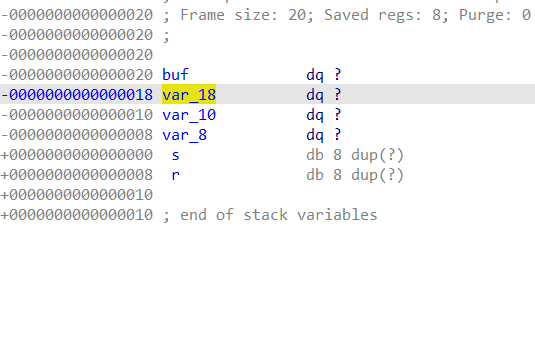 -0000000000000020 ; Frame size: 20; Saved regs: 8; Purge: 0
-0000000000000020 ;
-0000000000000020
-0000000000000020 buf dq ?
-0000000000000018 var_18 dq ?
-0000000000000010 var_10 dq ?
-0000000000000008 var_8 dq ?
+0000000000000000 s db 8 dup(?)
+0000000000000008 r db 8 dup(?)
+0000000000000010
+0000000000000010 ; end of stack variables